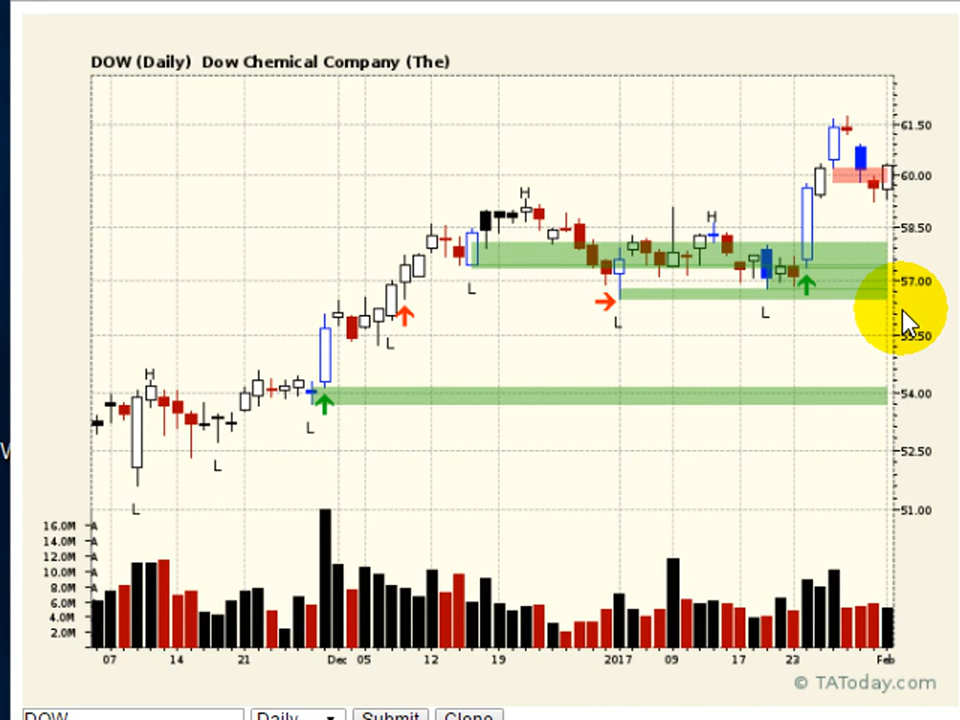 DOW (Daily) Dow Chemical Company (The)
61.50
60.00
58.50
57.00
55.50
54.00
52.50
51.00
H
H
H
L
L
L
L
L
L
L
L
W
16.0M
14.0M
12.0M
10.0M
8.0M
6.0M
4.0M
2.0M
A
A
A
A
A
07 14 21 Dec 05 12 19 2017 09 17 23 Feb
© TAToday.com
DOW Daily Submit Clone